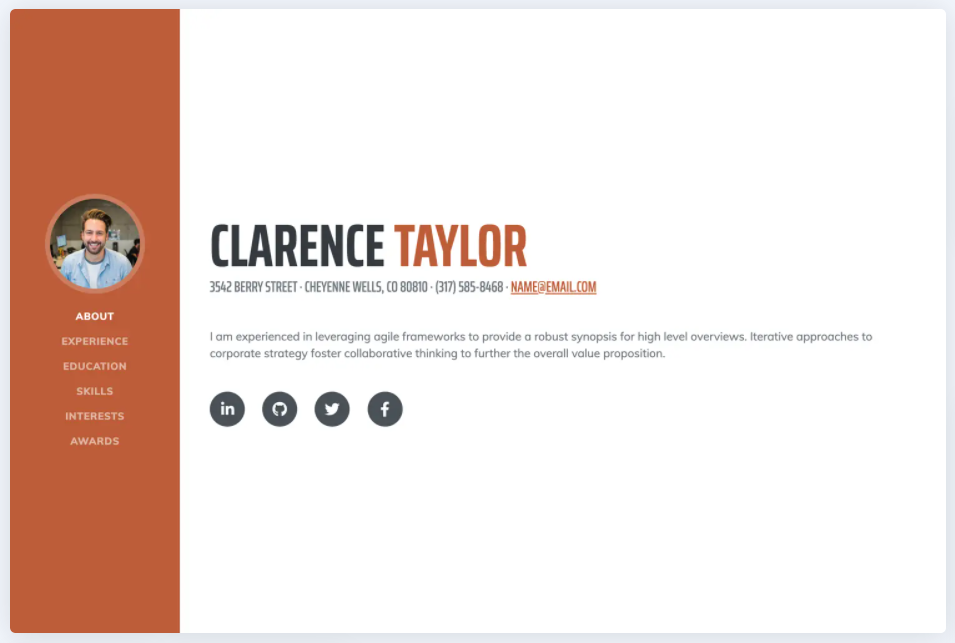 ABOUT
EXPERIENCE
EDUCATION
SKILLS
INTERESTS
AWARDS
CLARENCE TAYLOR
3542 BERRY STREET · CHEYENNE WELLS, CO 80810 · (317) 585-8468 · NAME@EMAIL.COM
I am experienced in leveraging agile frameworks to provide a robust synopsis for high level overviews. Iterative approaches to
corporate strategy foster collaborative thinking to further the overall value proposition.
in